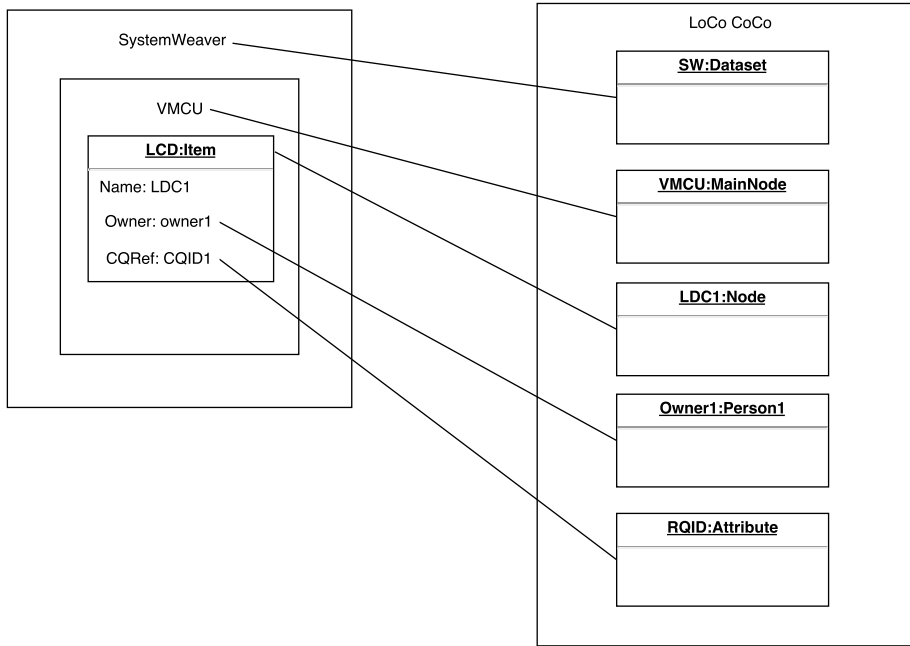 SystemWeaver
VMCU
LCD:Item
Name: LDC1
Owner: owner1
CQRef: CQID1
LoCo CoCo
SW:Dataset
VMCU:MainNode
LDC1:Node
Owner1:Person1
RQID:Attribute